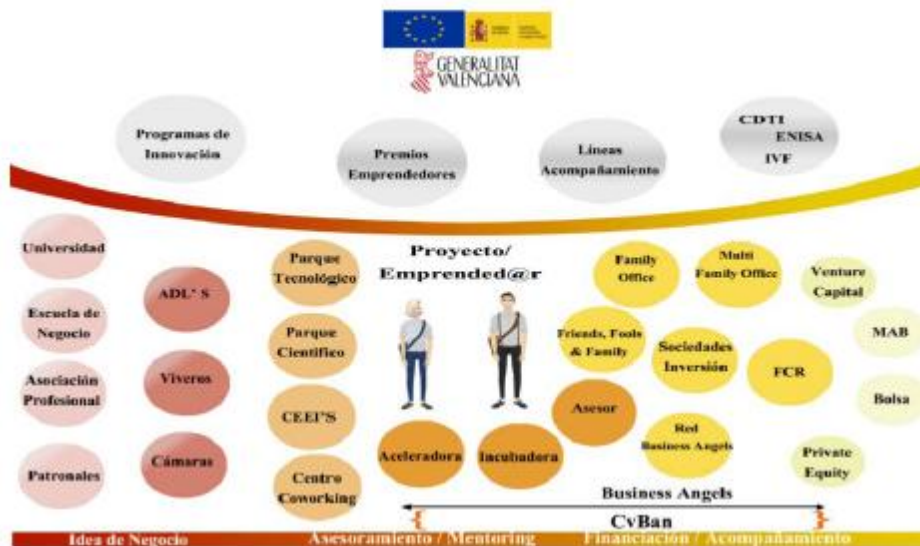 GENERALITAT
VALENCIANA
Programas de
Innovación
Premios
Emprendedores
Líneas
Acompañamiento
CDTI
ENISA
IVF
Universidad
Escuela de
Negocio
Asociación
Profesional
Patronales
ADL' S
Viveros
Cámaras
Parque
Tecnológico
Parque
Científico
CEEI'S
Centro
Coworking
Proyecto/
Emprended@r
Aceleradora
Incubadora
Asesor
Family
Office
Multi
Family Office
Friends, Fools
& Family
Sociedades
Inversión
Red
Business Angels
FCR
Venture
Capital
MAB
Bolsa
Private
Equity
Business Angels
CvBan
Idea de Negocio
Asesoramiento / Mentoring
Financiación / Acompañamiento